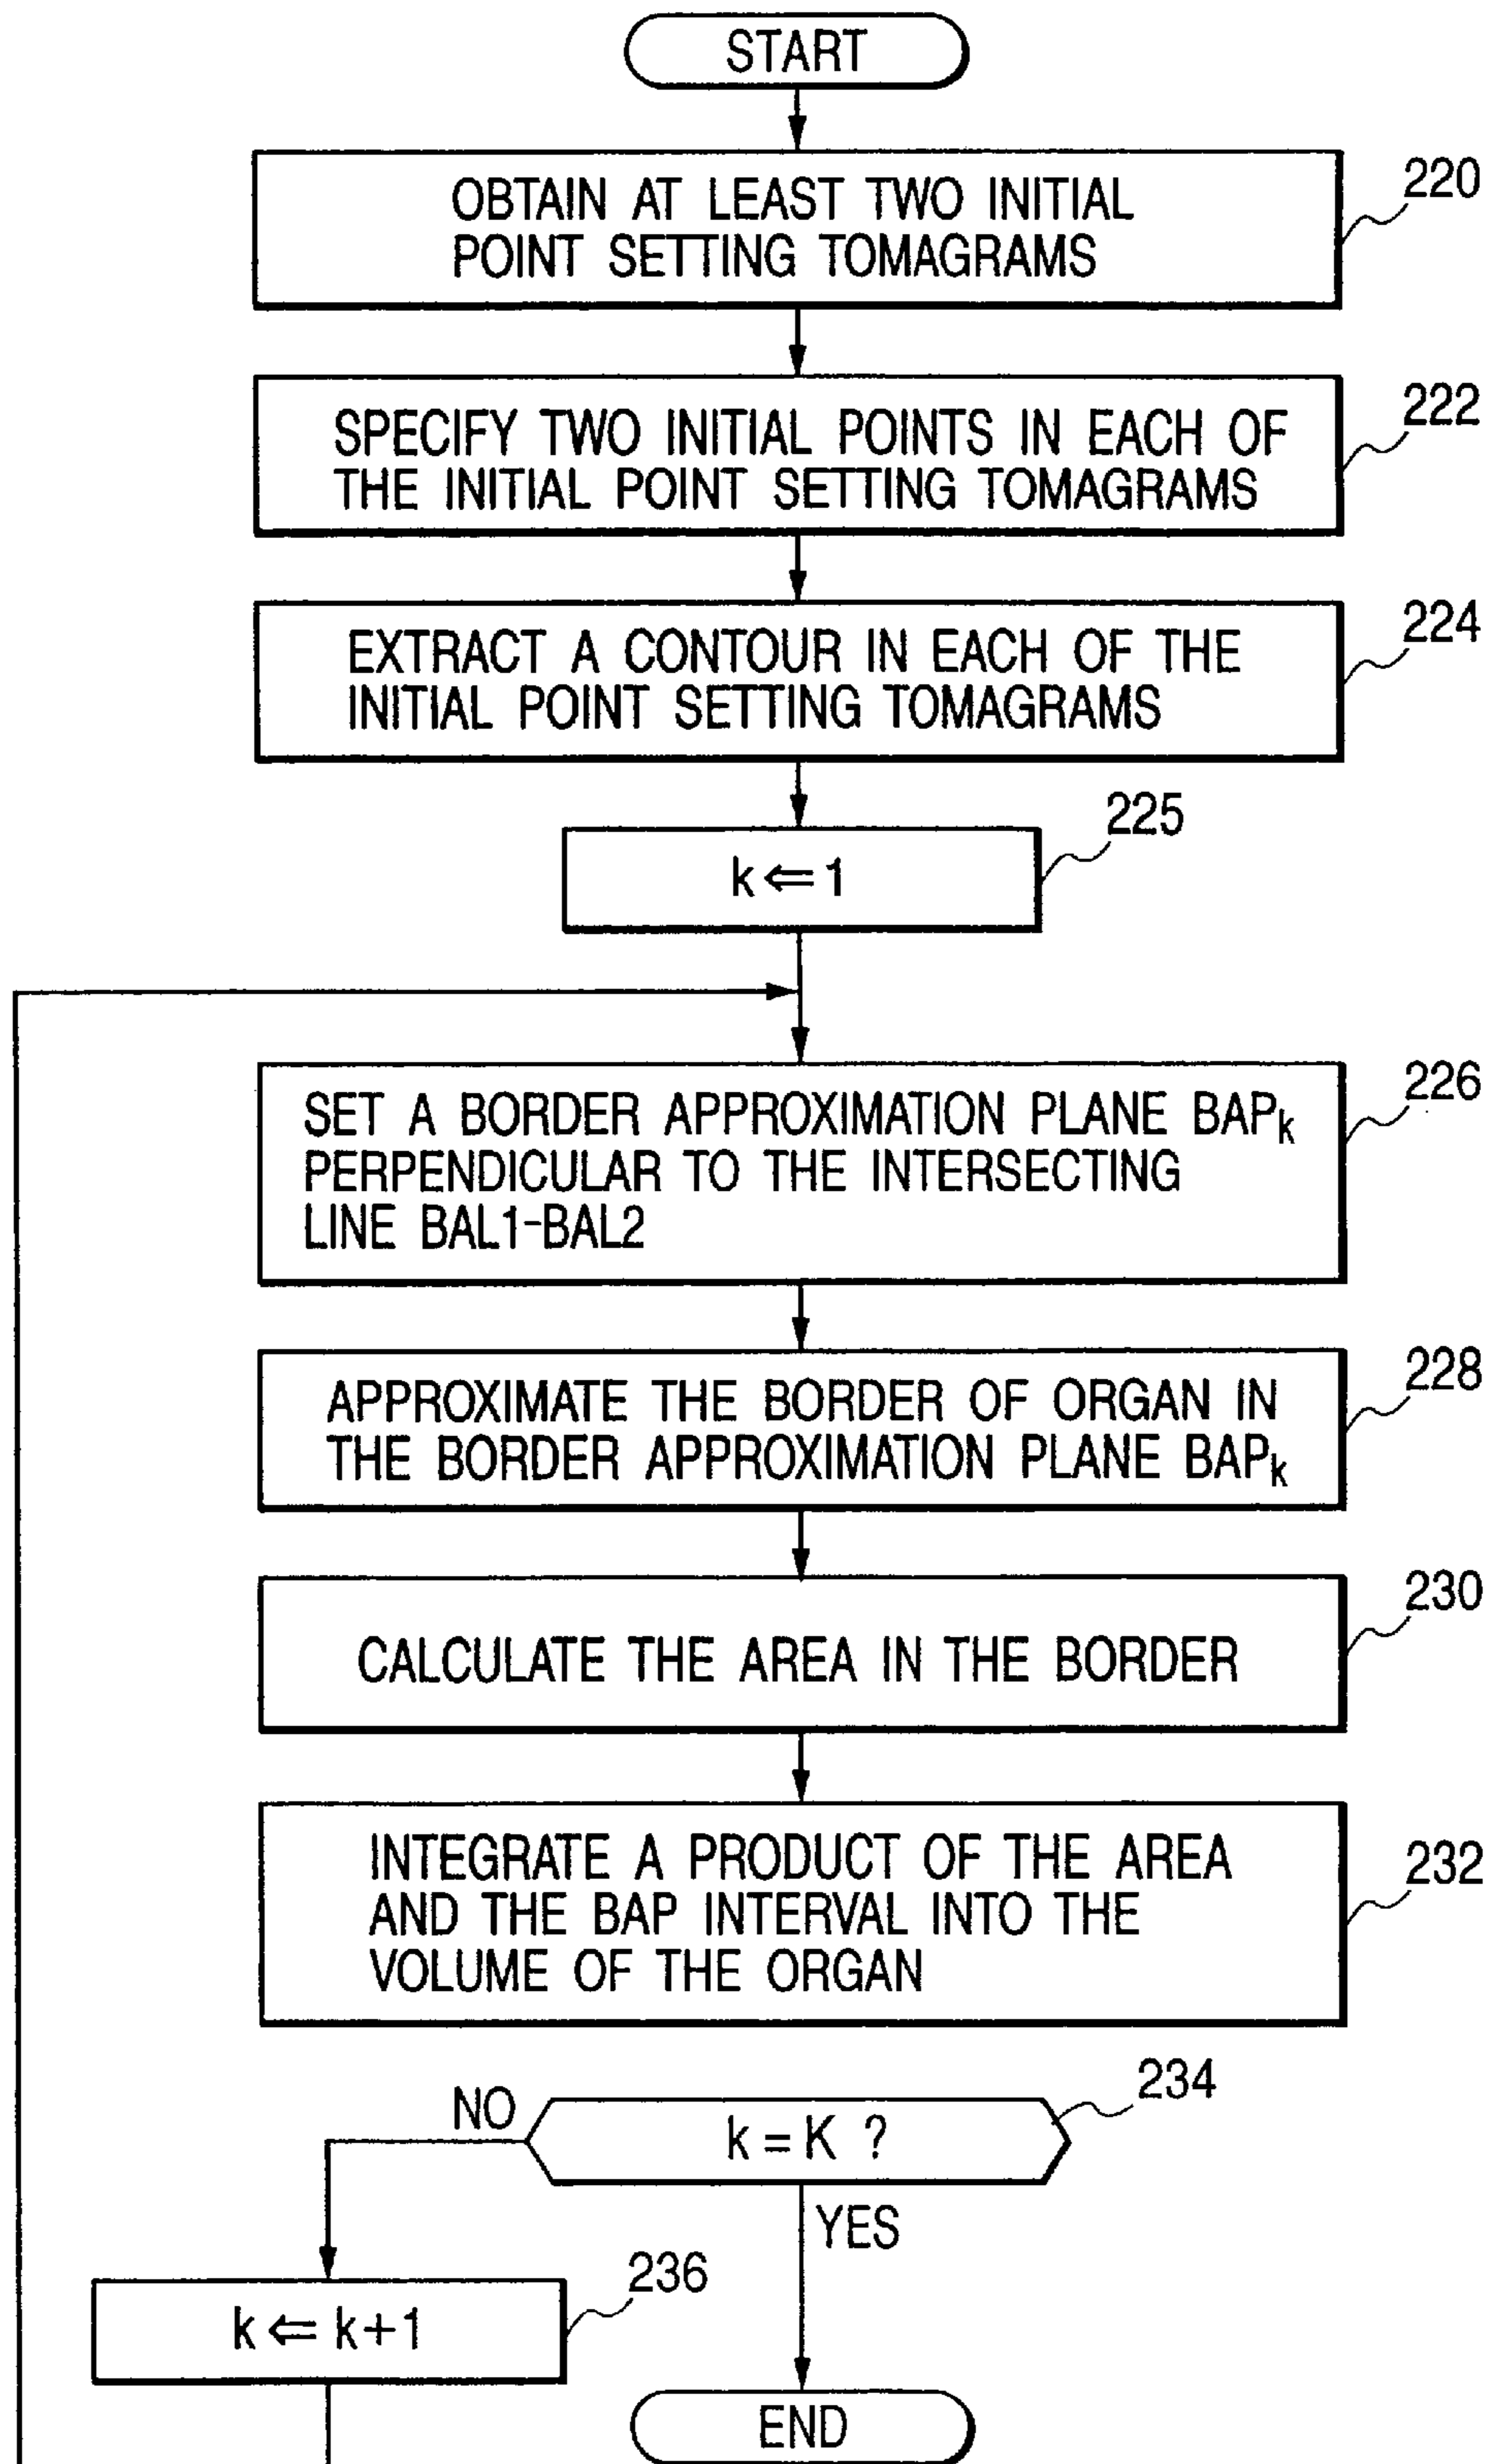 START
OBTAIN AT LEAST TWO INITIAL
POINT SETTING TOMAGRAMS
220
SPECIFY TWO INITIAL POINTS IN EACH OF
THE INITIAL POINT SETTING TOMAGRAMS
222
EXTRACT A CONTOUR IN EACH OF THE
INITIAL POINT SETTING TOMAGRAMS
224
k⇐1
225
SET A BORDER APPROXIMATION PLANE BAPk
PERPENDICULAR TO THE INTERSECTING
LINE BAL1-BAL2
226
APPROXIMATE THE BORDER OF ORGAN IN
THE BORDER APPROXIMATION PLANE BAPk
228
CALCULATE THE AREA IN THE BORDER
230
INTEGRATE A PRODUCT OF THE AREA
AND THE BAP INTERVAL INTO THE
VOLUME OF THE ORGAN
232
k = K ?
234
NO
YES
k ⇐ k+1
236
END